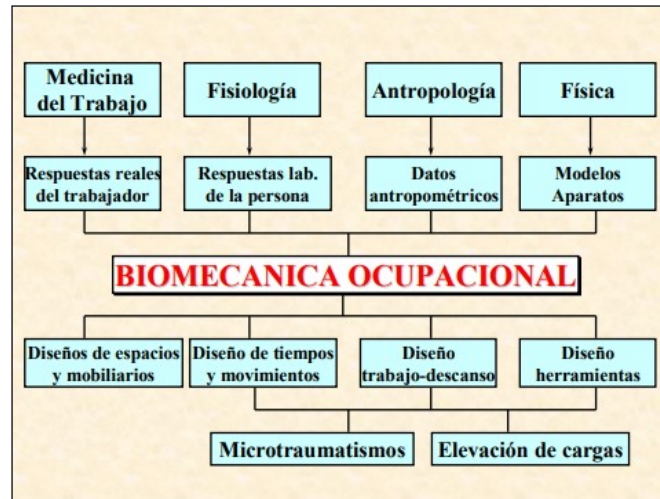 Medicina
del Trabajo
Fisiología
Antropología
Física
Respuestas reales
del trabajador
Respuestas lab.
de la persona
Datos
antropométricos
Modelos
Aparatos
BIOMECANICA OCUPACIONAL
Diseños de espacios
y mobiliarios
Diseño de tiempos
y movimientos
Diseño
trabajo-descanso
Diseño
herramientas
Microtraumatismos
Elevación de cargas